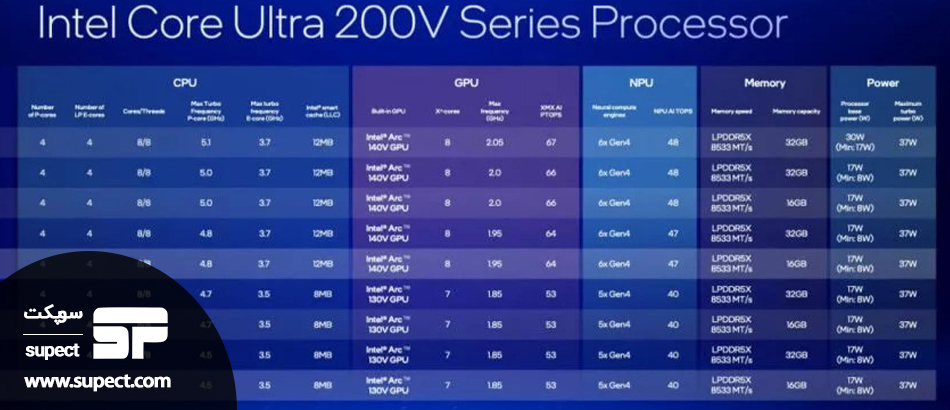 Intel Core Ultra 200V Series Processor
CPU GPU NPU Memory Power
Number of P-cores Number of LP E-cores Cores/Threads Max Turbo Frequency P-core (GHz) Max turbo frequency E-core (GHz) Intel® smart cache (LLC) Built-in GPU Xe-cores Max frequency (GHz) XMX AI PTOPS Neural compute engines NPU AI TOPS Memory speed Memory capacity Processor base power (W) Maximum turbo power (W)
4 4 8/8 5.1 3.7 12MB Intel® Arc™ 140V GPU 8 2.05 67 6x Gen4 48 LPDDR5X 8533 MT/s 32GB 30W (Min: 17W) 37W
4 4 8/8 5.0 3.7 12MB Intel® Arc™ 140V GPU 8 2.0 66 6x Gen4 48 LPDDR5X 8533 MT/s 32GB 17W (Min: 8W) 37W
4 4 8/8 5.0 3.7 12MB Intel® Arc™ 140V GPU 8 2.0 66 6x Gen4 48 LPDDR5X 8533 MT/s 16GB 17W (Min: 8W) 37W
4 4 8/8 4.8 3.7 12MB Intel® Arc™ 140V GPU 8 1.95 64 6x Gen4 47 LPDDR5X 8533 MT/s 32GB 17W (Min: 8W) 37W
4 4 8/8 4.8 3.7 12MB Intel® Arc™ 140V GPU 8 1.95 64 6x Gen4 47 LPDDR5X 8533 MT/s 16GB 17W (Min: 8W) 37W
4 4 8/8 4.7 3.5 8MB Intel® Arc™ 130V GPU 7 1.85 53 5x Gen4 40 LPDDR5X 8533 MT/s 32GB 17W (Min: 8W) 37W
4.7 3.5 8MB Intel® Arc™ 130V GPU 7 1.85 53 5x Gen4 40 LPDDR5X 8533 MT/s 16GB 17W (Min: 8W) 37W
4.5 3.5 8MB Intel® Arc™ 130V GPU 7 1.85 53 5x Gen4 40 LPDDR5X 8533 MT/s 32GB 17W (Min: 8W) 37W
4.5 3.5 8MB Intel® Arc™ 130V GPU 7 1.85 53 5x Gen4 40 LPDDR5X 8533 MT/s 16GB 17W (Min: 8W) 37W
سوپکت
supect
SP
www.supect.com